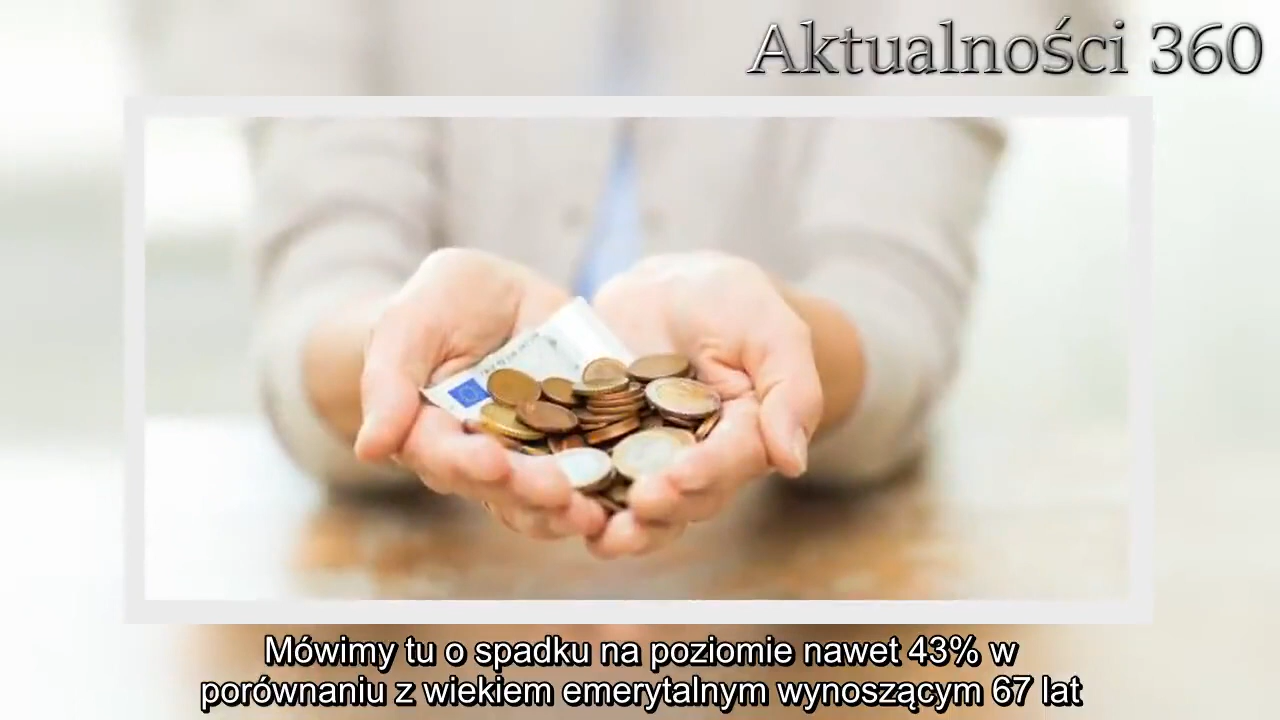 Aktualności 360
Mówimy tu o spadku na poziomie nawet 43% w
porównaniu z wiekiem emerytalnym wynoszącym 67 lat